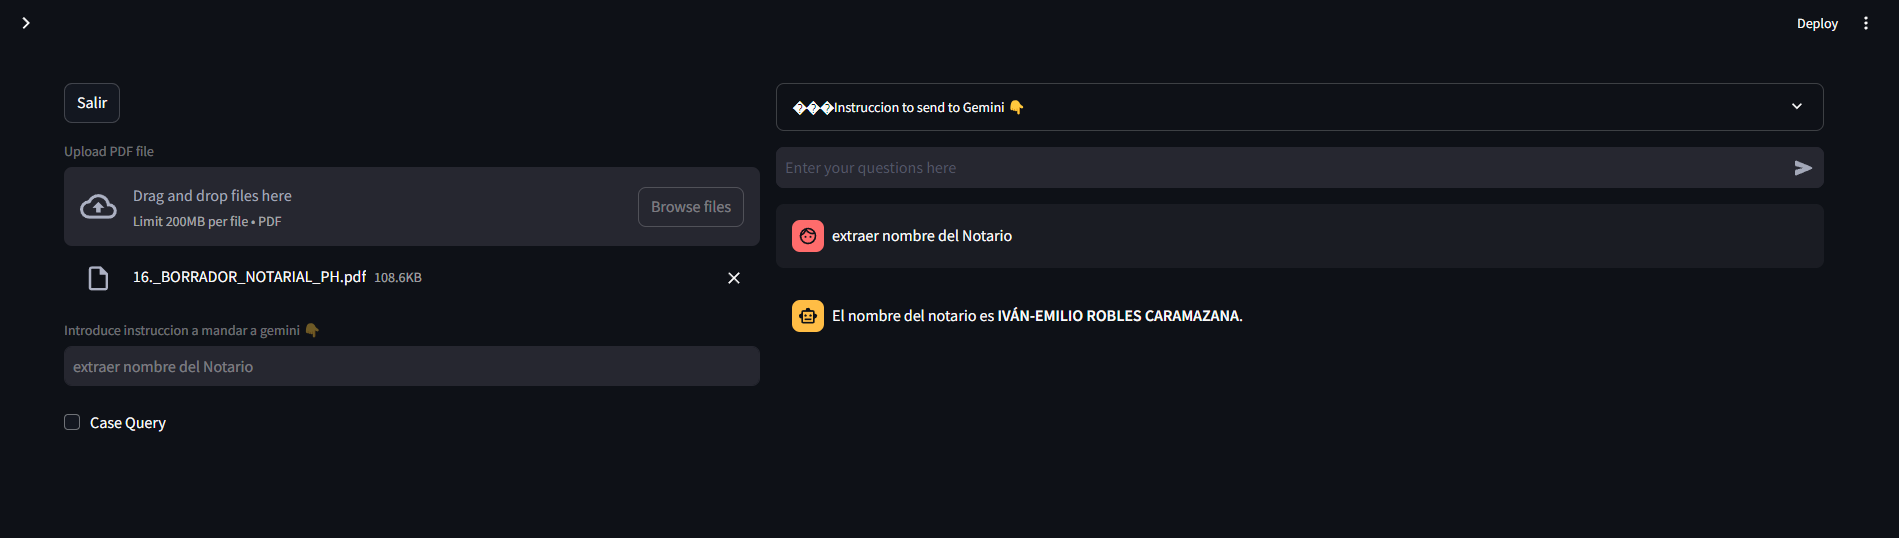 Deploy
Salir
Upload PDF file
Drag and drop files here
Limit 200MB per file • PDF
Browse files
16._BORRADOR_NOTARIAL_PH.pdf 108.6KB
Introduce instruccion a mandar a gemini 👇
extraer nombre del Notario
Case Query
���Instruccion to send to Gemini 👇
Enter your questions here
extraer nombre del Notario
El nombre del notario es IVÁN-EMILIO ROBLES CARAMAZANA.